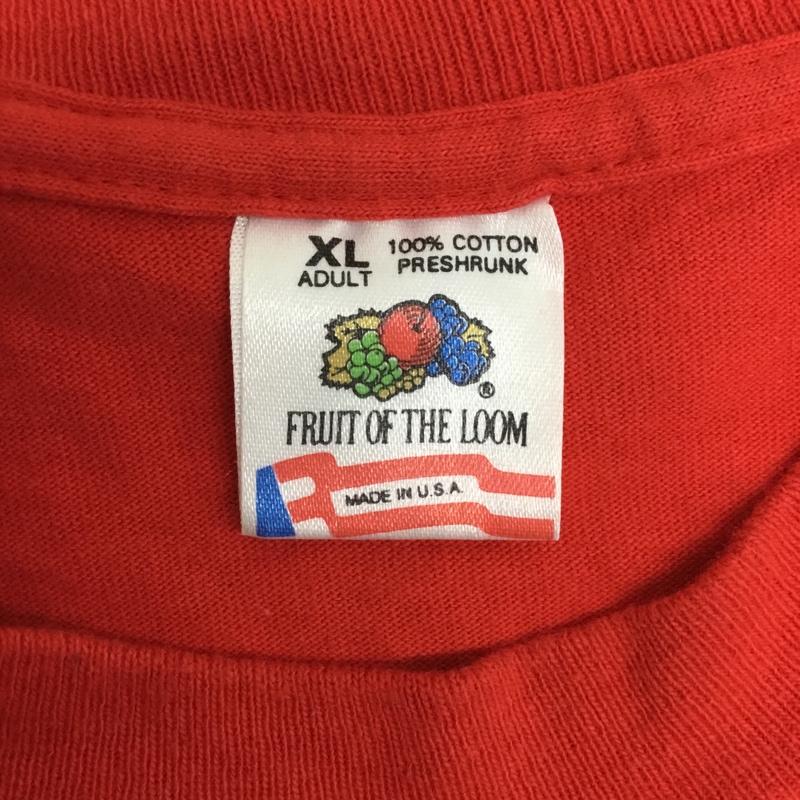 XL 100% COTTON
ADULT PRESHRUNK
®
FRUIT OF THE LOOM
MADE IN U.S.A.